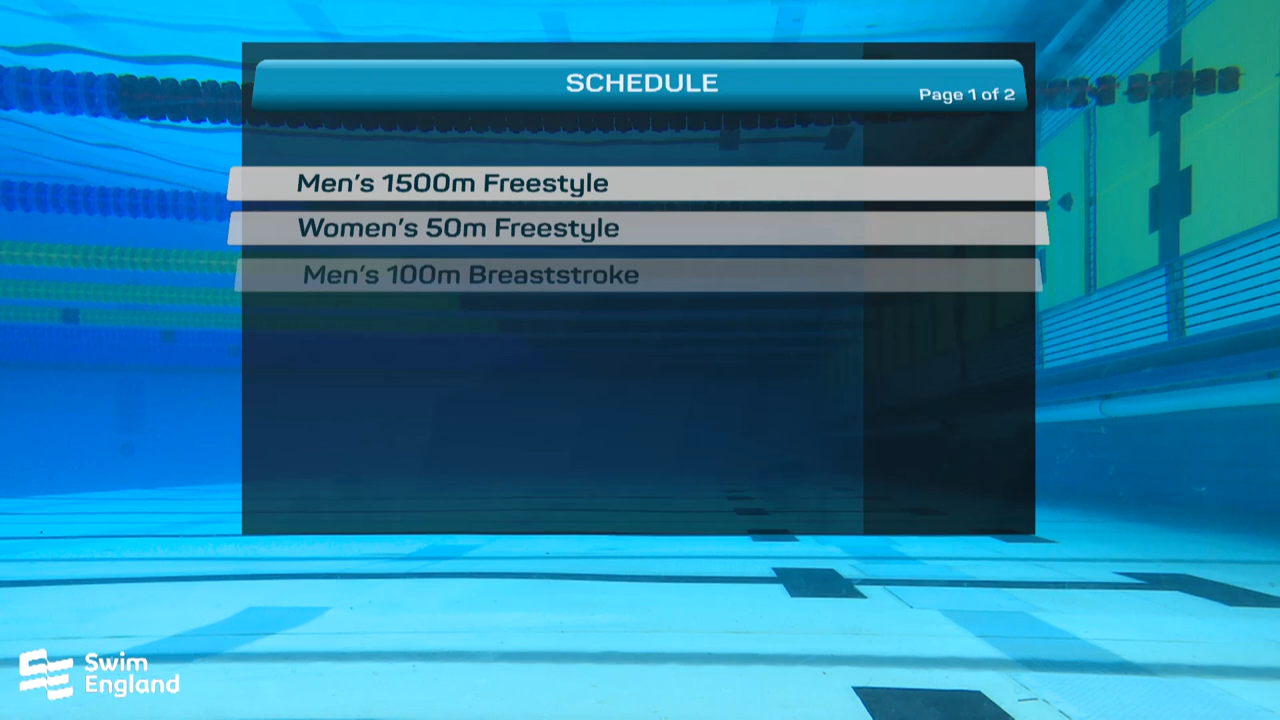 SCHEDULE
Page 1 of 2
Men's 1500m Freestyle
Women's 50m Freestyle
Men's 100m Breaststroke
Swim
England